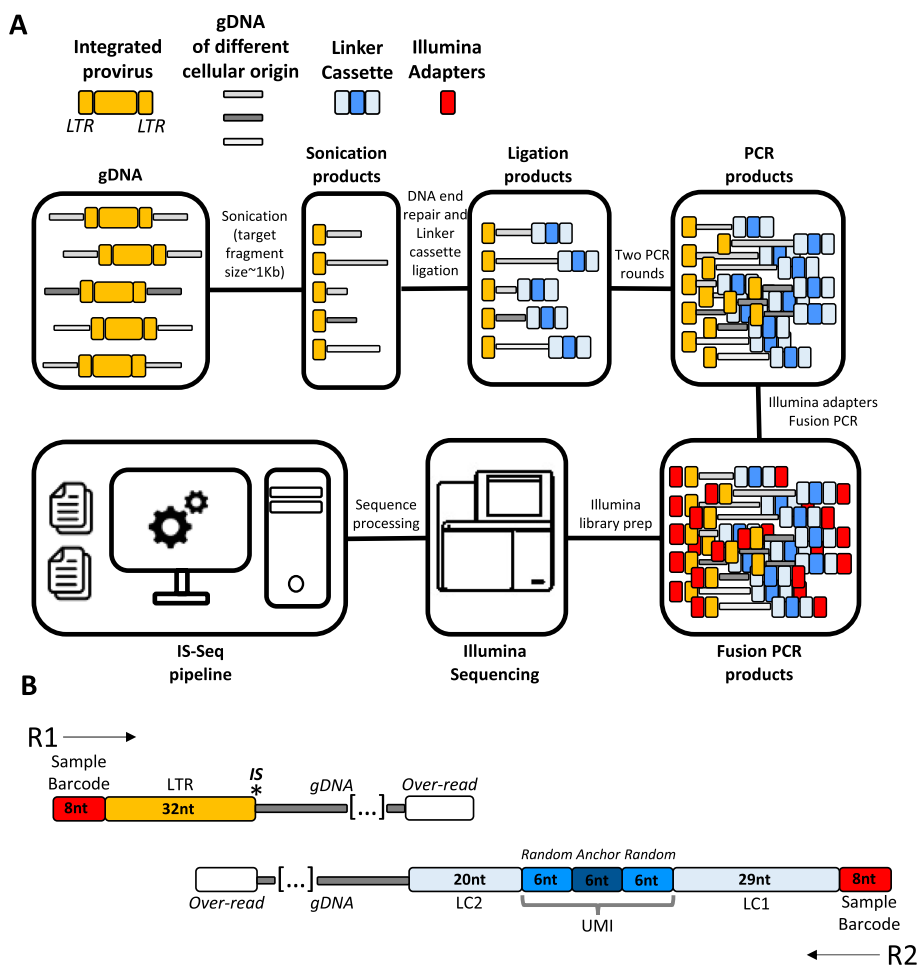 A
Integrated
provirus
gDNA
of different
cellular origin
Linker
Cassette
Illumina
Adapters
LTR
LTR
gDNA
Sonication
products
Ligation
products
PCR
products
Sonication
(target
fragment
size~1Kb)
DNA end
repair and
Linker
cassette
ligation
Two PCR
rounds
Illumina adapters
Fusion PCR
Sequence
processing
Illumina
library prep
IS-Seq
pipeline
Illumina
Sequencing
Fusion PCR
products
B
R1
Sample
Barcode
LTR
IS
*
gDNA
Over-read
8nt
32nt
[...]
Random Anchor Random
[...]
20nt
6nt
6nt
6nt
29nt
8nt
Over-read
gDNA
LC2
UMI
LC1
Sample
Barcode
R2